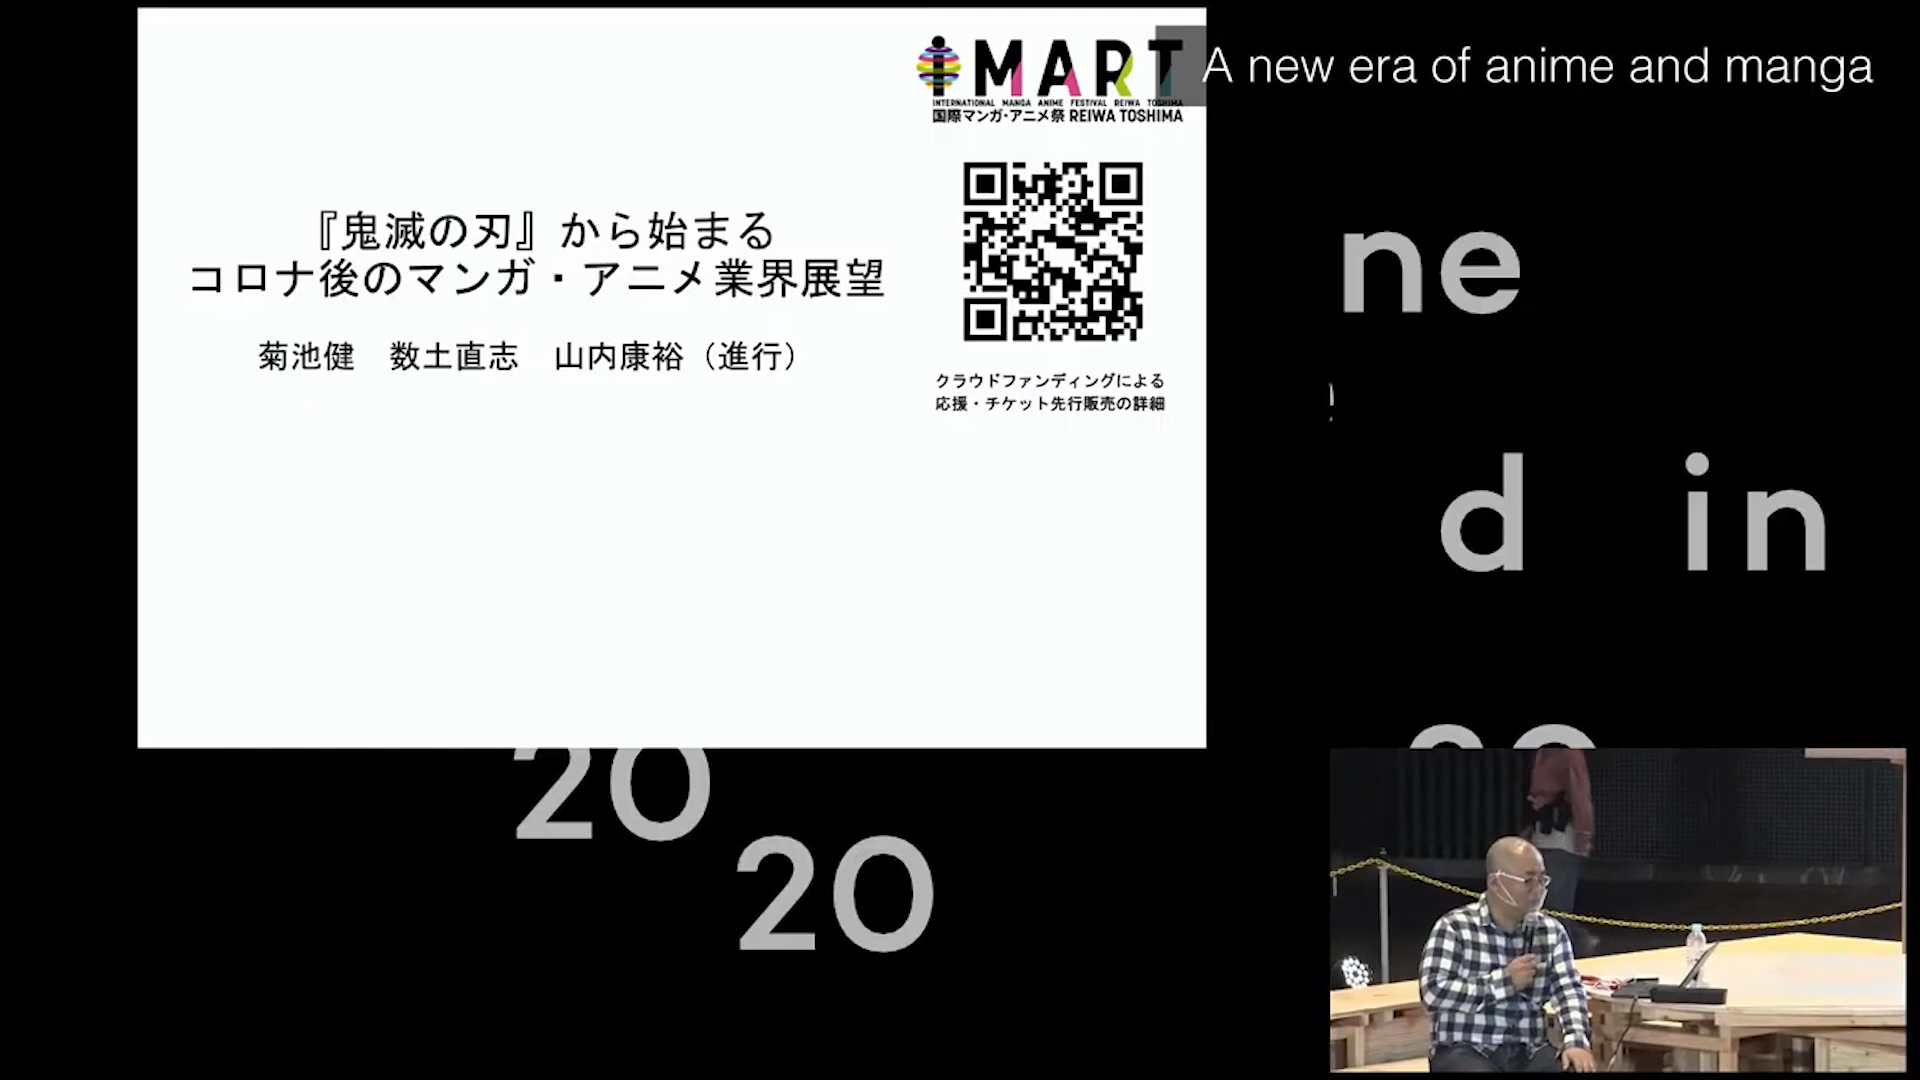 iMART
INTERNATIONAL MANGA ANIME FESTIVAL REIWA TOSHIMA
国際マンガ・アニメ祭 REIWA TOSHIMA
A new era of anime and manga
『鬼滅の刃』から始まる
コロナ後のマンガ・アニメ業界展望
菊池健 数土直志 山内康裕（進行）
クラウドファンディングによる
応援・チケット先行販売の詳細
ne
d in
20
20